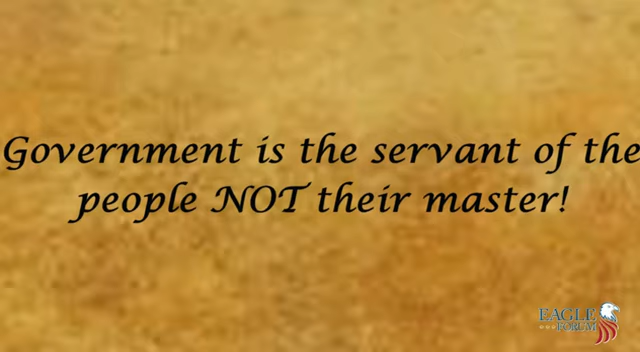 Government is the servant of the
people NOT their master!
EAGLE
FORUM